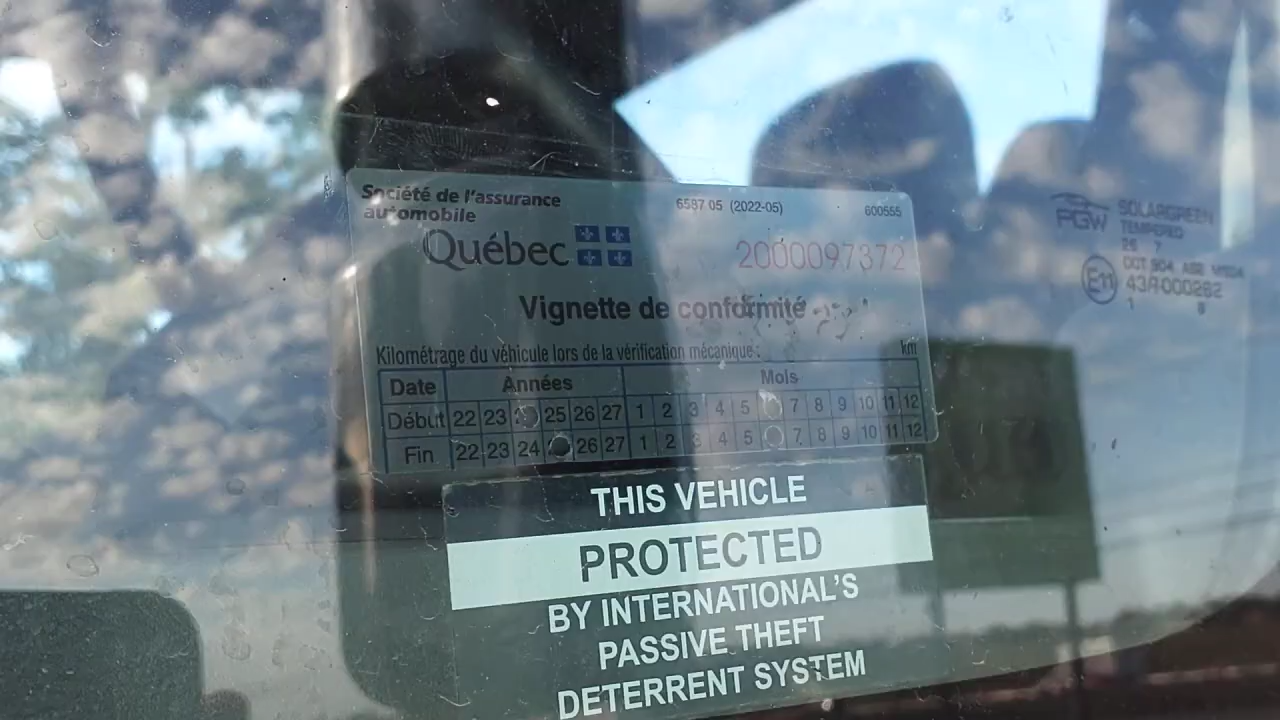 Société de l'assurance
automobile
Québec
6587 05 (2022-05)
600555
2000097372
Vignette de conformité
Kilométrage du véhicule lors de la vérification mécanique :
km
Date Années Mois
Début 22 23 25 26 27 1 2 3 4 5 7 8 9 10 11 12
Fin 22 23 24 26 27 1 2 3 4 5 7 8 9 10 11 12
THIS VEHICLE
PROTECTED
BY INTERNATIONAL'S
PASSIVE THEFT
DETERRENT SYSTEM
PGW
SOLARGREEN
TEMPERED
E11
43R000282